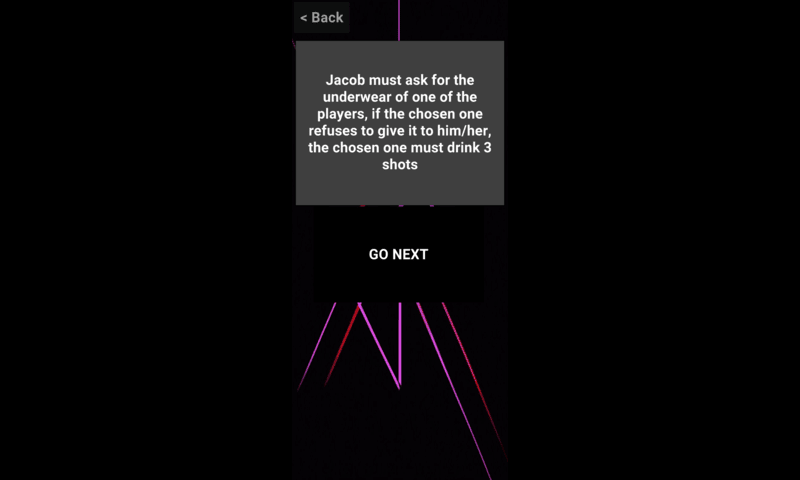 < Back
Jacob must ask for the
underwear of one of the
players, if the chosen one
refuses to give it to him/her,
the chosen one must drink 3
shots
GO NEXT